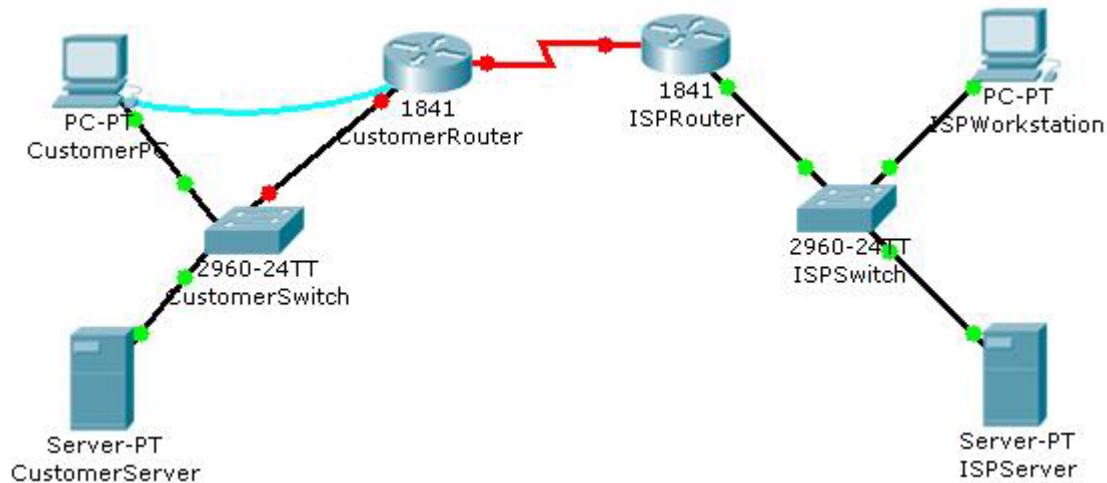 PC-PT
CustomerPC
1841
CustomerRouter
1841
ISPRouter
PC-PT
ISPWorkstation
2960-24TT
CustomerSwitch
2960-24TT
ISPSwitch
Server-PT
CustomerServer
Server-PT
ISPServer